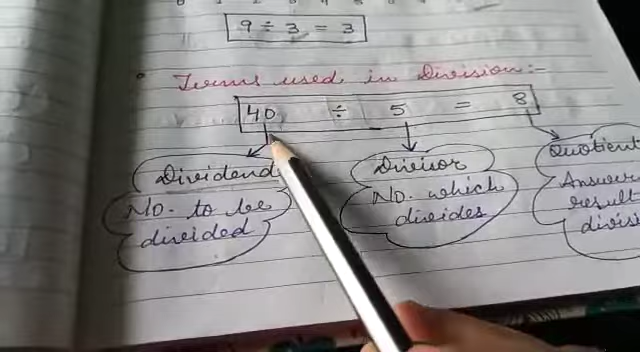 9 ÷ 3 = 3
Terms used in Division:-
40 ÷ 5 = 8
Dividend
No. to be
divided
Divisor
No. which
divides
Quotient
Answer
result